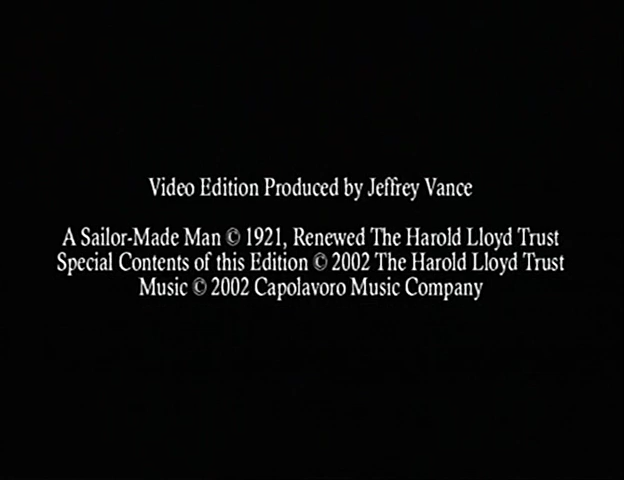 Video Edition Produced by Jeffrey Vance
A Sailor-Made Man © 1921, Renewed The Harold Lloyd Trust
Special Contents of this Edition © 2002 The Harold Lloyd Trust
Music © 2002 Capolavoro Music Company